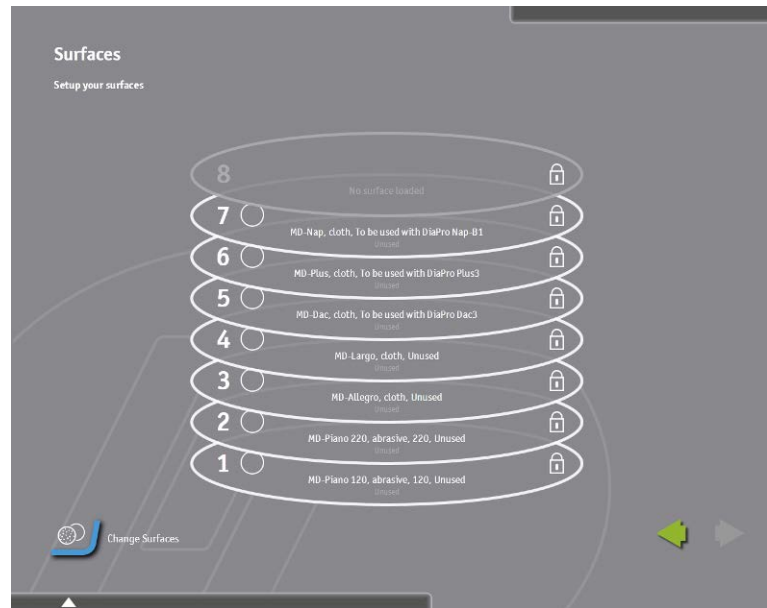 Surfaces
Setup your surfaces
8
No surface loaded
7
MD-Nap, cloth, To be used with DiaPro Nap-B1
Unused
6
MD-Plus, cloth, To be used with DiaPro Plus3
Unused
5
MD-Dac, cloth, To be used with DiaPro Dac3
Unused
4
MD-Largo, cloth, Unused
Unused
3
MD-Allegro, cloth, Unused
Unused
2
MD-Piano 220, abrasive, 220, Unused
Unused
1
MD-Piano 120, abrasive, 120, Unused
Unused
Change Surfaces